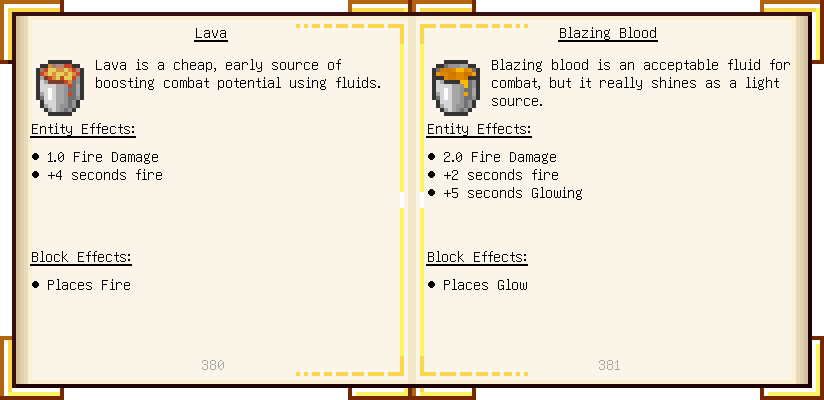 Lava
Lava is a cheap, early source of
boosting combat potential using fluids.
Entity Effects:
● 1.0 Fire Damage
● +4 seconds fire
Block Effects:
● Places Fire
380
Blazing Blood
Blazing blood is an acceptable fluid for
combat, but it really shines as a light
source.
Entity Effects:
● 2.0 Fire Damage
● +2 seconds fire
● +5 seconds Glowing
Block Effects:
● Places Glow
381